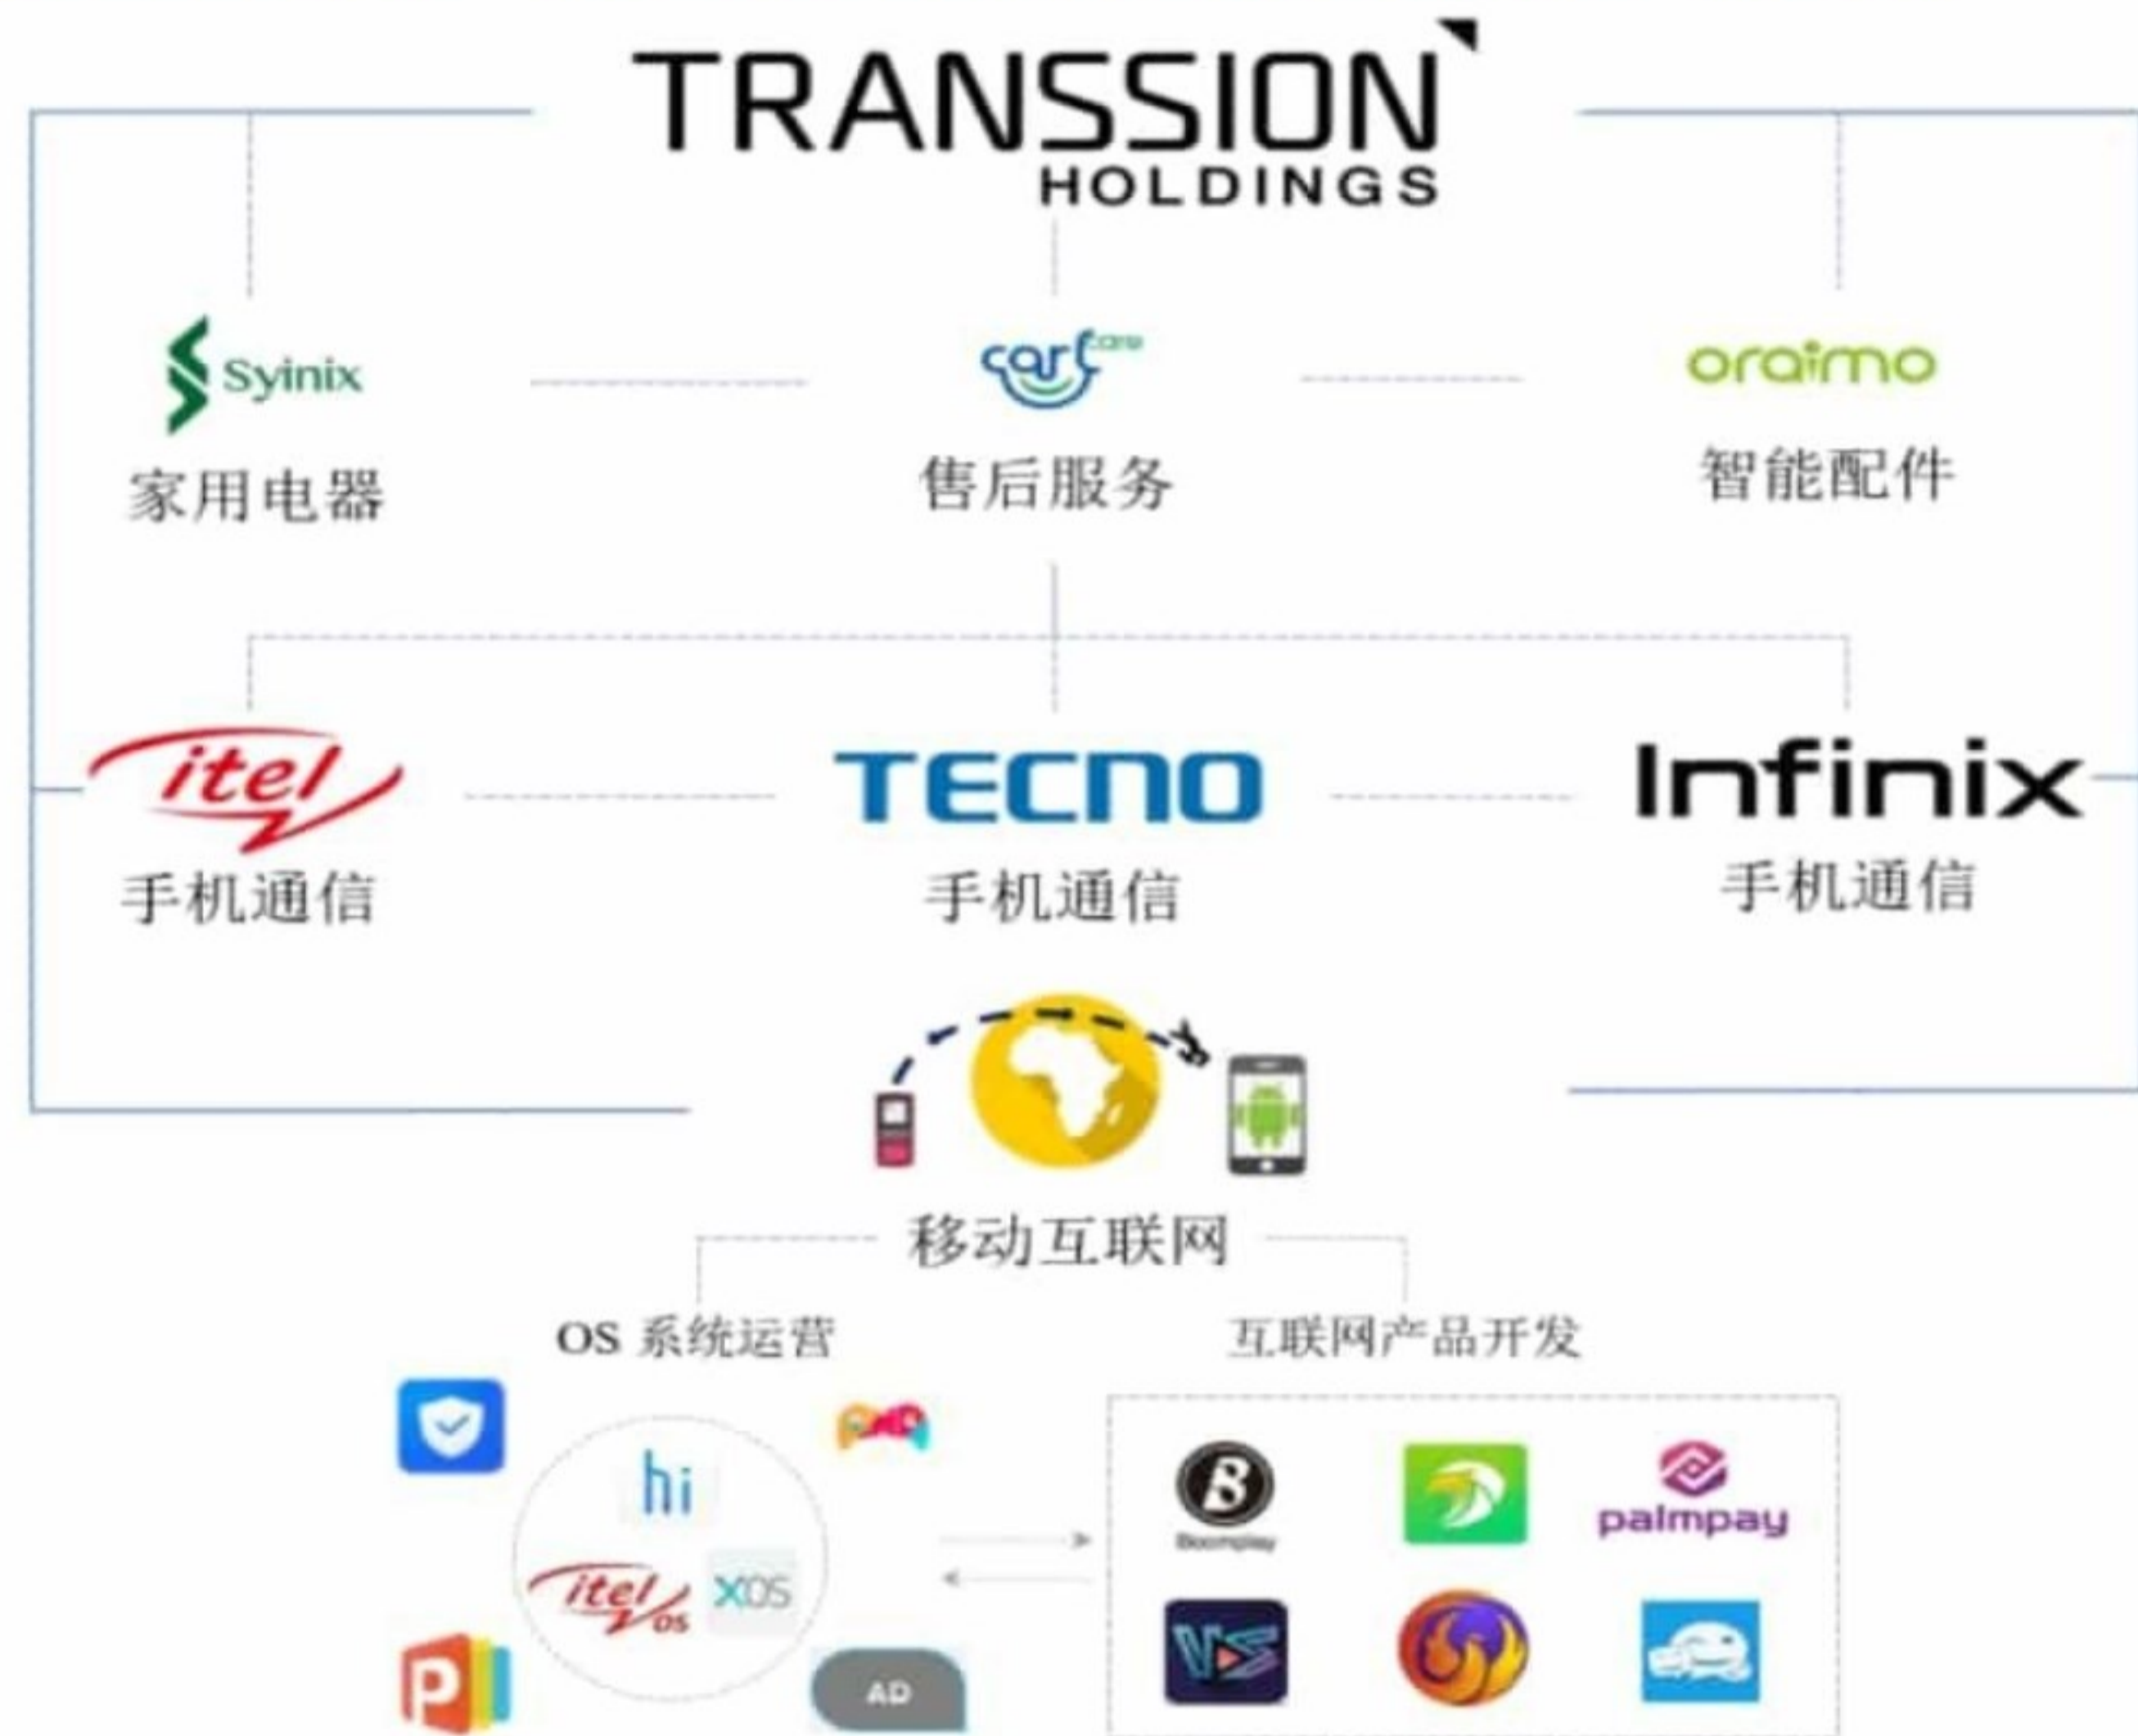 TRANSSION
HOLDINGS
Syinix
carlcare
oraimo
家用电器
售后服务
智能配件
itel
TECNO
Infinix
手机通信
手机通信
手机通信
移动互联网
OS 系统运营
互联网产品开发
hi
itel OS
XOS
P
AD
B
Boomplay
palmpay
VS